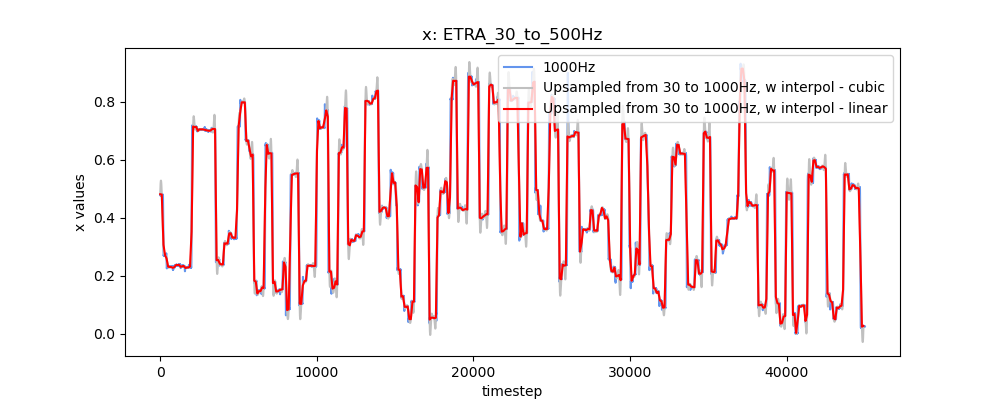 x: ETRA_30_to_500Hz
1000Hz
Upsampled from 30 to 1000Hz, w interpol - cubic
Upsampled from 30 to 1000Hz, w interpol - linear
x values
0.8
0.6
0.4
0.2
0.0
0 10000 20000 30000 40000
timestep